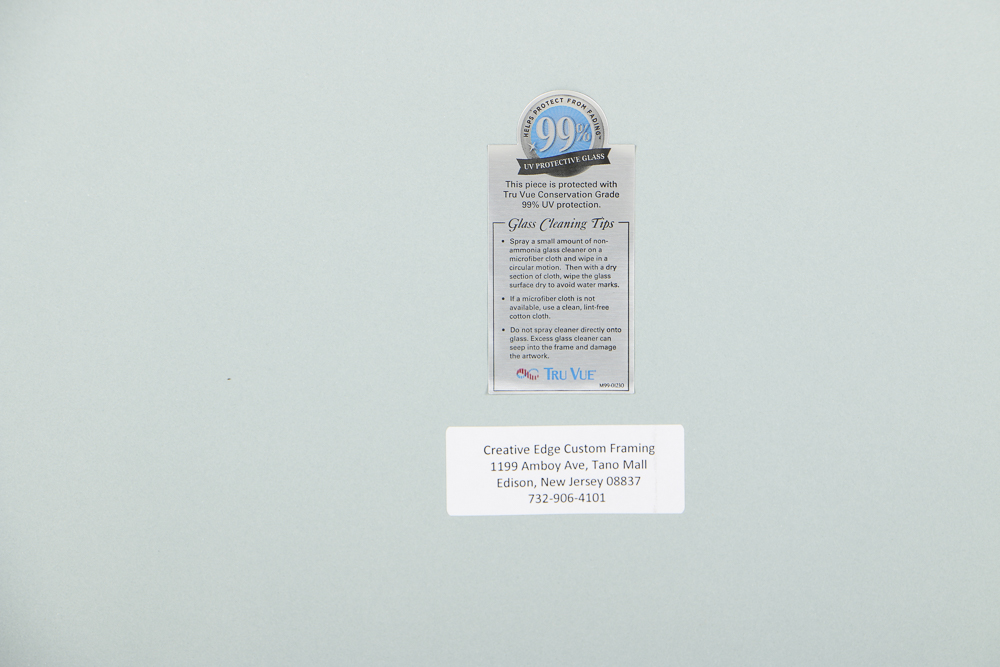 HELPS PROTECT FROM FADING™
99%
UV PROTECTIVE GLASS
This piece is protected with
Tru Vue Conservation Grade
99% UV protection.
Glass Cleaning Tips
• Spray a small amount of non-
ammonia glass cleaner on a
microfiber cloth and wipe in a
circular motion. Then with a dry
section of cloth, wipe the glass
surface dry to avoid water marks.
• If a microfiber cloth is not
available, use a clean, lint-free
cotton cloth.
• Do not spray cleaner directly onto
glass. Excess glass cleaner can
seep into the frame and damage
the artwork.
TRU VUE
M99-01210
Creative Edge Custom Framing
1199 Amboy Ave, Tano Mall
Edison, New Jersey 08837
732-906-4101